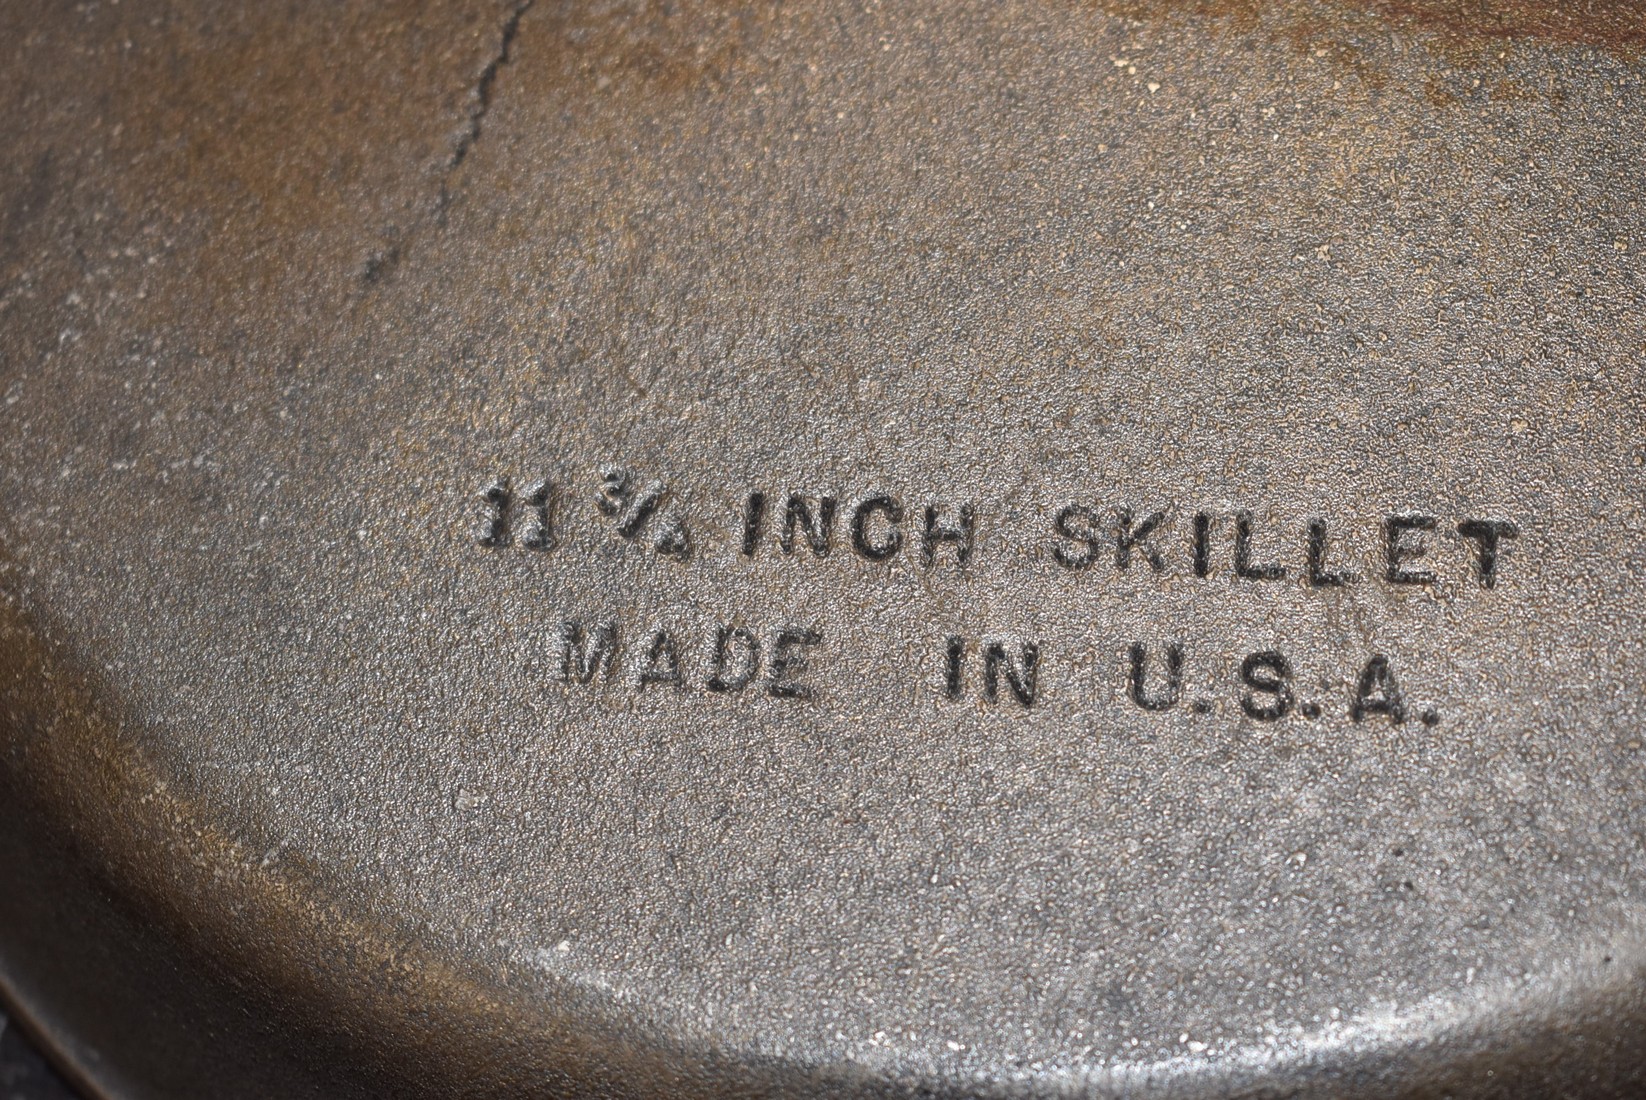 11 3/4 INCH SKILLET
MADE IN U.S.A.